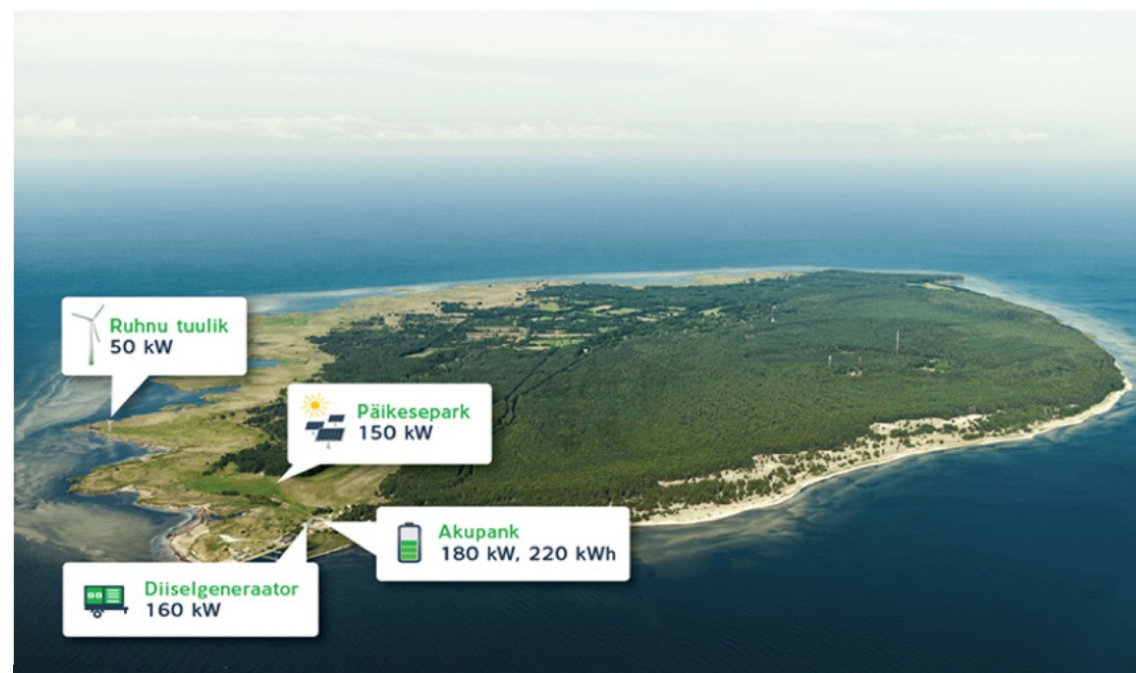 Ruhnu tuulik
50 kW
Päikesepark
150 kW
Akupank
180 kW, 220 kWh
Diiselgeneraator
160 kW